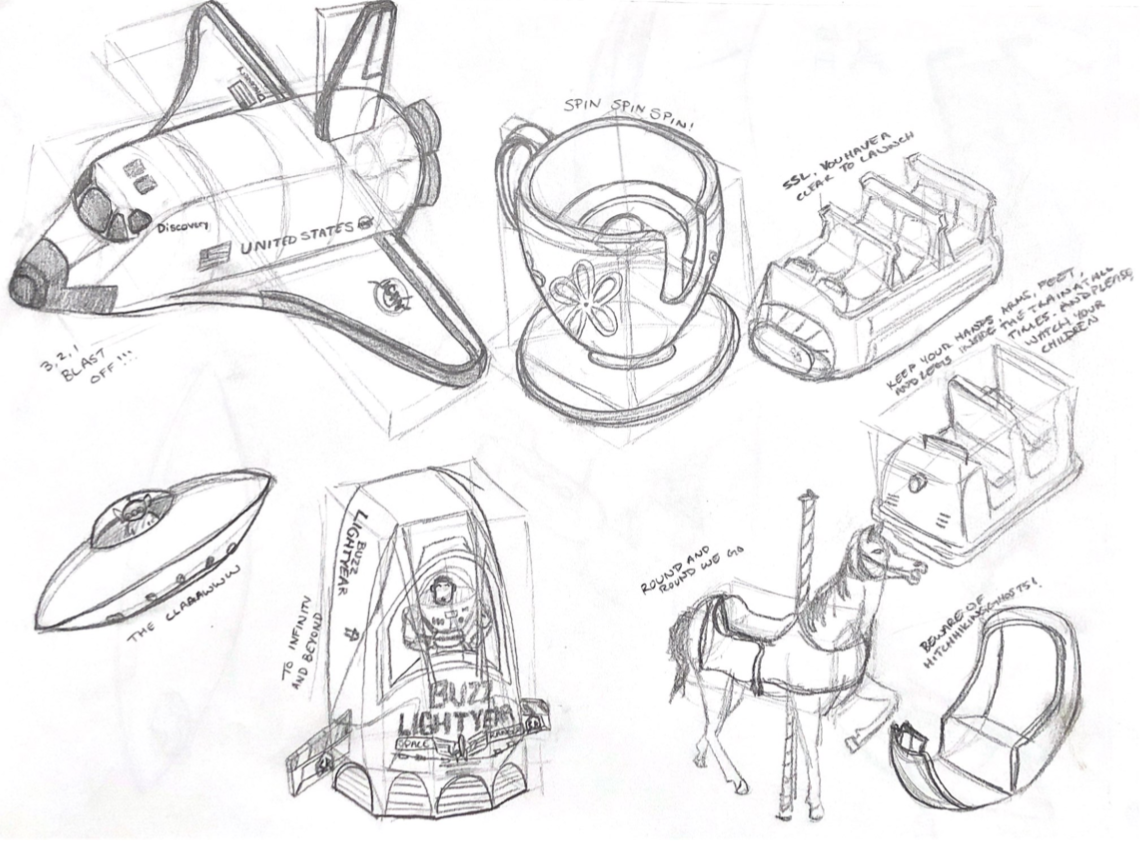 SPIN SPIN SPIN!
SSL, YOU HAVE A
CLEAR TO LAUNCH
Discovery
UNITED STATES
3, 2, 1
BLAST
OFF!!!
KEEP YOUR HANDS, ARMS, FEET,
AND LEGS INSIDE THE TRAIN AT ALL
TIMES. AND PLEASE,
WATCH YOUR
CHILDREN
THE CLAAAWWW
BUZZ
LIGHTYEAR
TO INFINITY
AND BEYOND
BUZZ
LIGHTYEAR
SPACE
RANGER
ROUND AND
ROUND WE GO
BEWARE OF
HITCHHIKING GHOSTS!